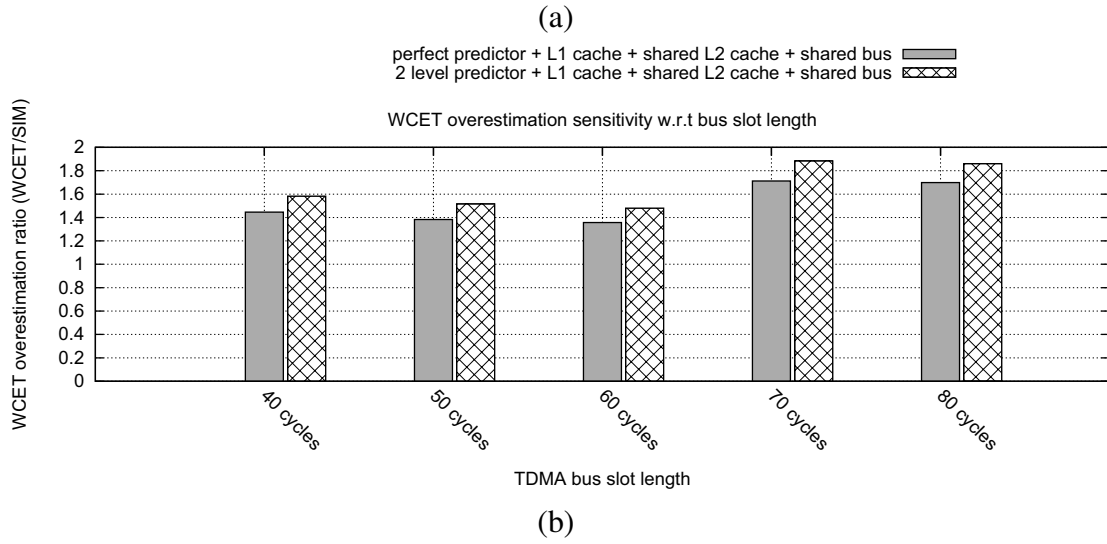 (a)
perfect predictor + L1 cache + shared L2 cache + shared bus
2 level predictor + L1 cache + shared L2 cache + shared bus
WCET overestimation sensitivity w.r.t bus slot length
WCET overestimation ratio (WCET/SIM)
2
1.8
1.6
1.4
1.2
1
0.8
0.6
0.4
0.2
0
40 cycles
50 cycles
60 cycles
70 cycles
80 cycles
TDMA bus slot length
(b)